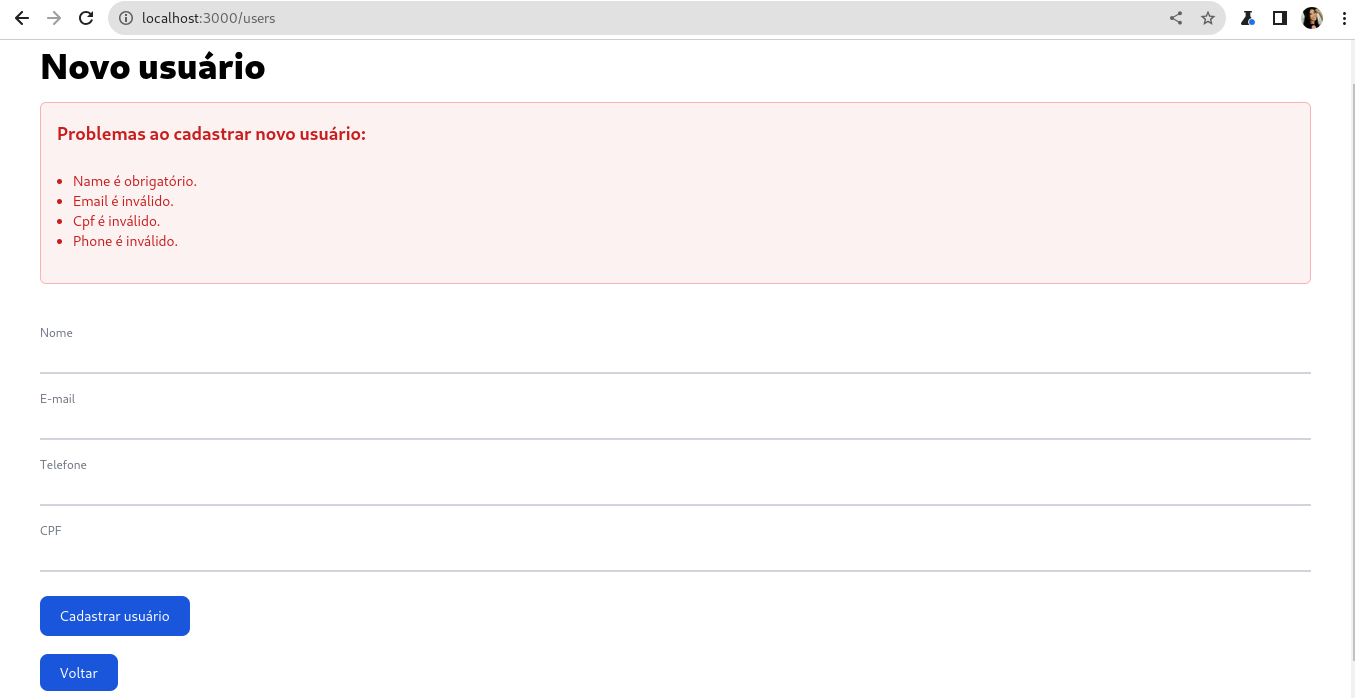 localhost:3000/users
Novo usuário
Problemas ao cadastrar novo usuário:
Name é obrigatório.
Email é inválido.
Cpf é inválido.
Phone é inválido.
Nome
E-mail
Telefone
CPF
Cadastrar usuário
Voltar